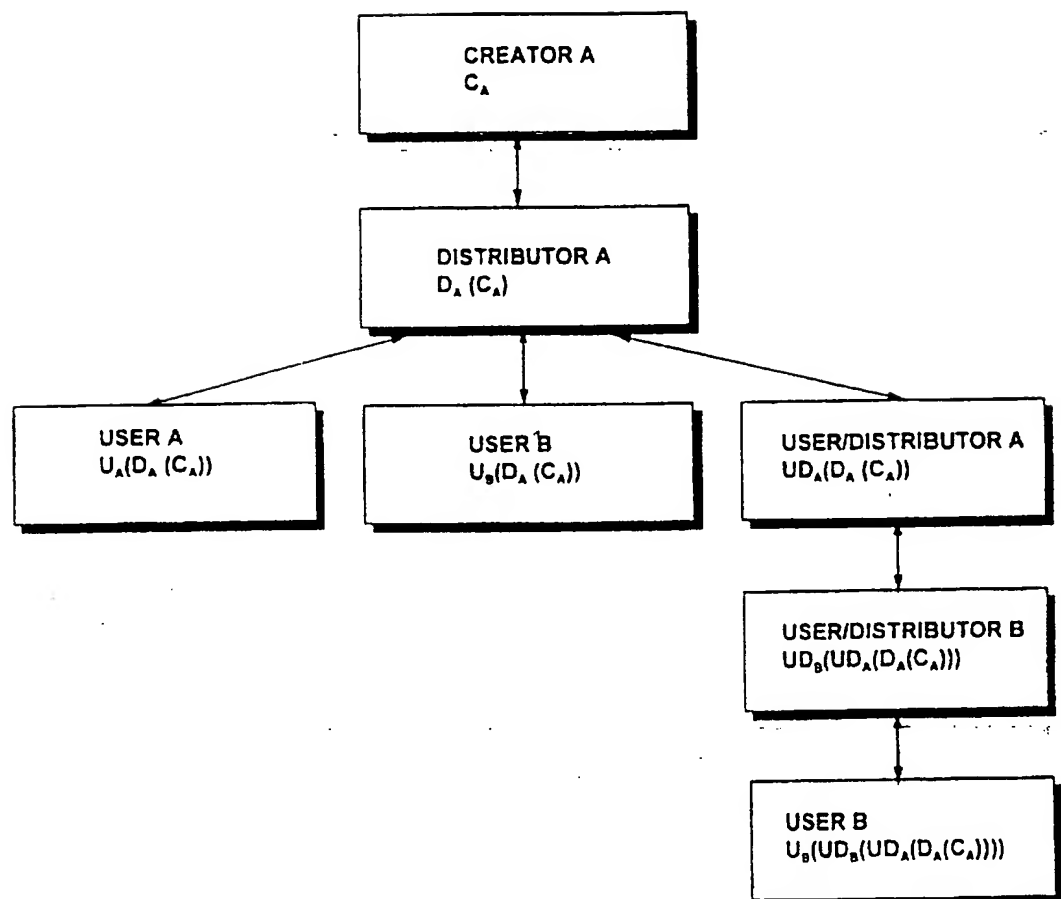 CREATOR A
C_A
DISTRIBUTOR A
D_A (C_A)
USER A
U_A(D_A (C_A))
USER B
U_B(D_A (C_A))
USER/DISTRIBUTOR A
UD_A(D_A (C_A))
USER/DISTRIBUTOR B
UD_B(UD_A(D_A(C_A)))
USER B
U_B(UD_B(UD_A(D_A(C_A))))